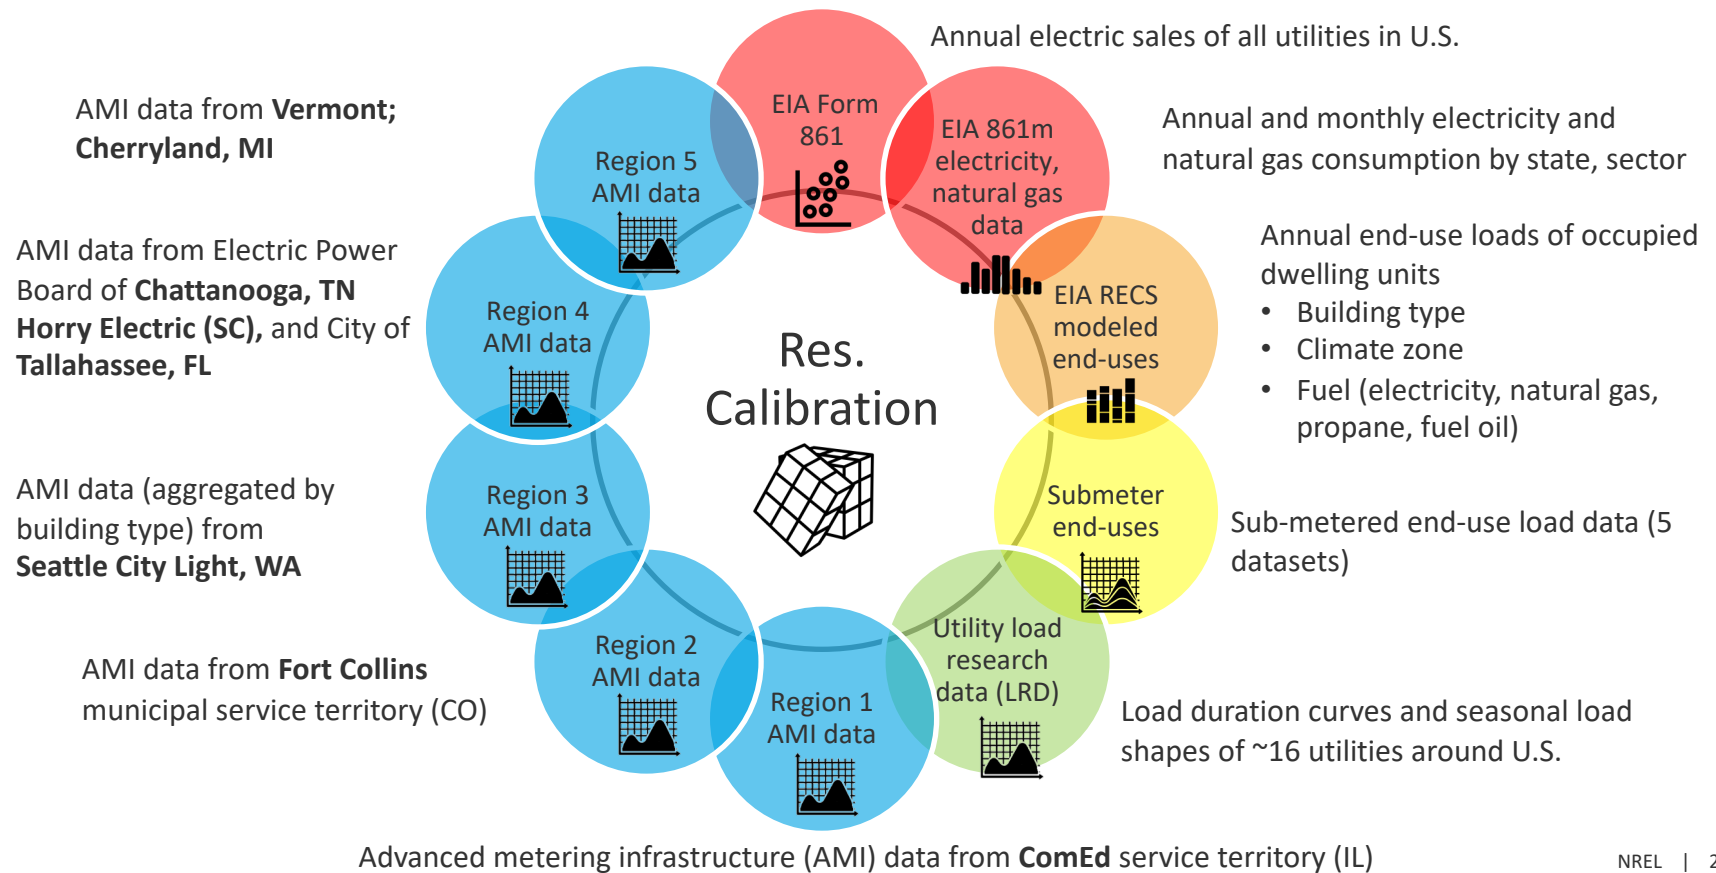 Annual electric sales of all utilities in U.S.
EIA Form
861
EIA 861m
electricity,
natural gas
data
Annual and monthly electricity and
natural gas consumption by state, sector
EIA RECS
modeled
end-uses
Annual end-use loads of occupied
dwelling units
• Building type
• Climate zone
• Fuel (electricity, natural gas,
propane, fuel oil)
Submeter
end-uses
Sub-metered end-use load data (5
datasets)
Utility load
research
data (LRD)
Load duration curves and seasonal load
shapes of ~16 utilities around U.S.
Region 1
AMI data
Advanced metering infrastructure (AMI) data from ComEd service territory (IL)
Region 2
AMI data
AMI data from Fort Collins
municipal service territory (CO)
Region 3
AMI data
AMI data (aggregated by
building type) from
Seattle City Light, WA
Region 4
AMI data
AMI data from Electric Power
Board of Chattanooga, TN
Horry Electric (SC), and City of
Tallahassee, FL
Region 5
AMI data
AMI data from Vermont;
Cherryland, MI
Res.
Calibration
NREL | 2